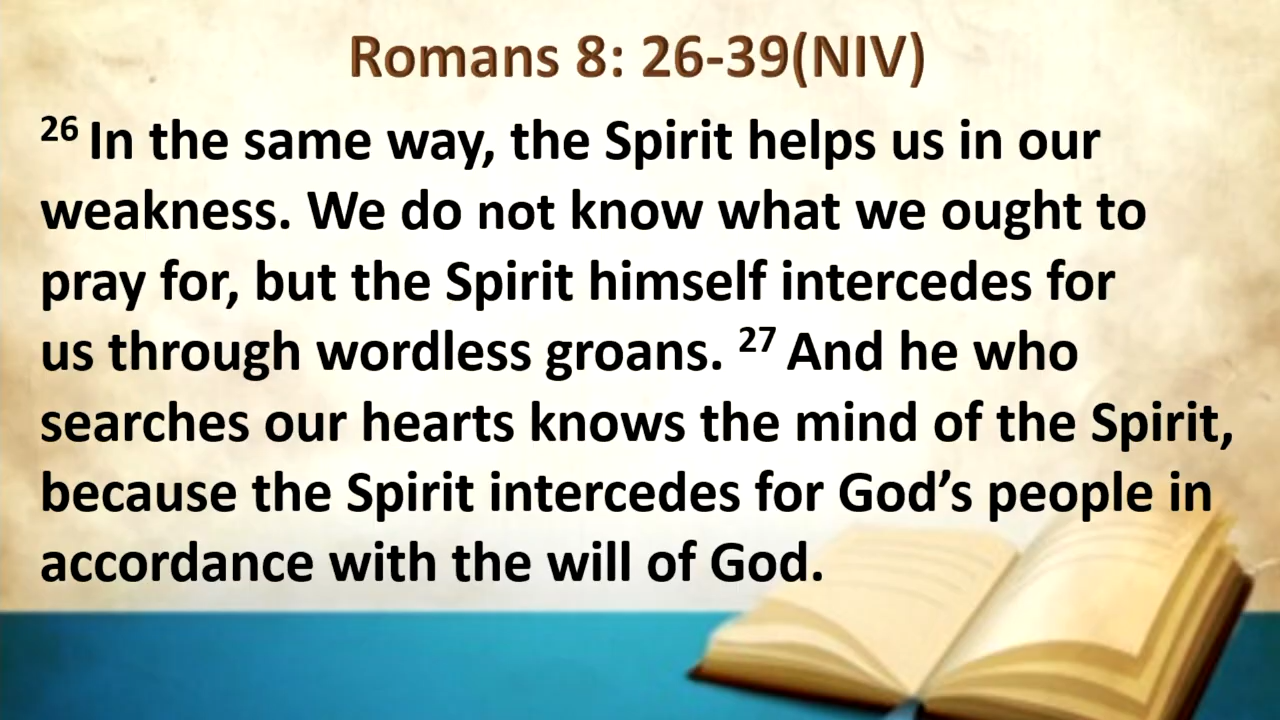 Romans 8: 26-39(NIV)
26 In the same way, the Spirit helps us in our
weakness. We do not know what we ought to
pray for, but the Spirit himself intercedes for
us through wordless groans. 27 And he who
searches our hearts knows the mind of the Spirit,
because the Spirit intercedes for God’s people in
accordance with the will of God.